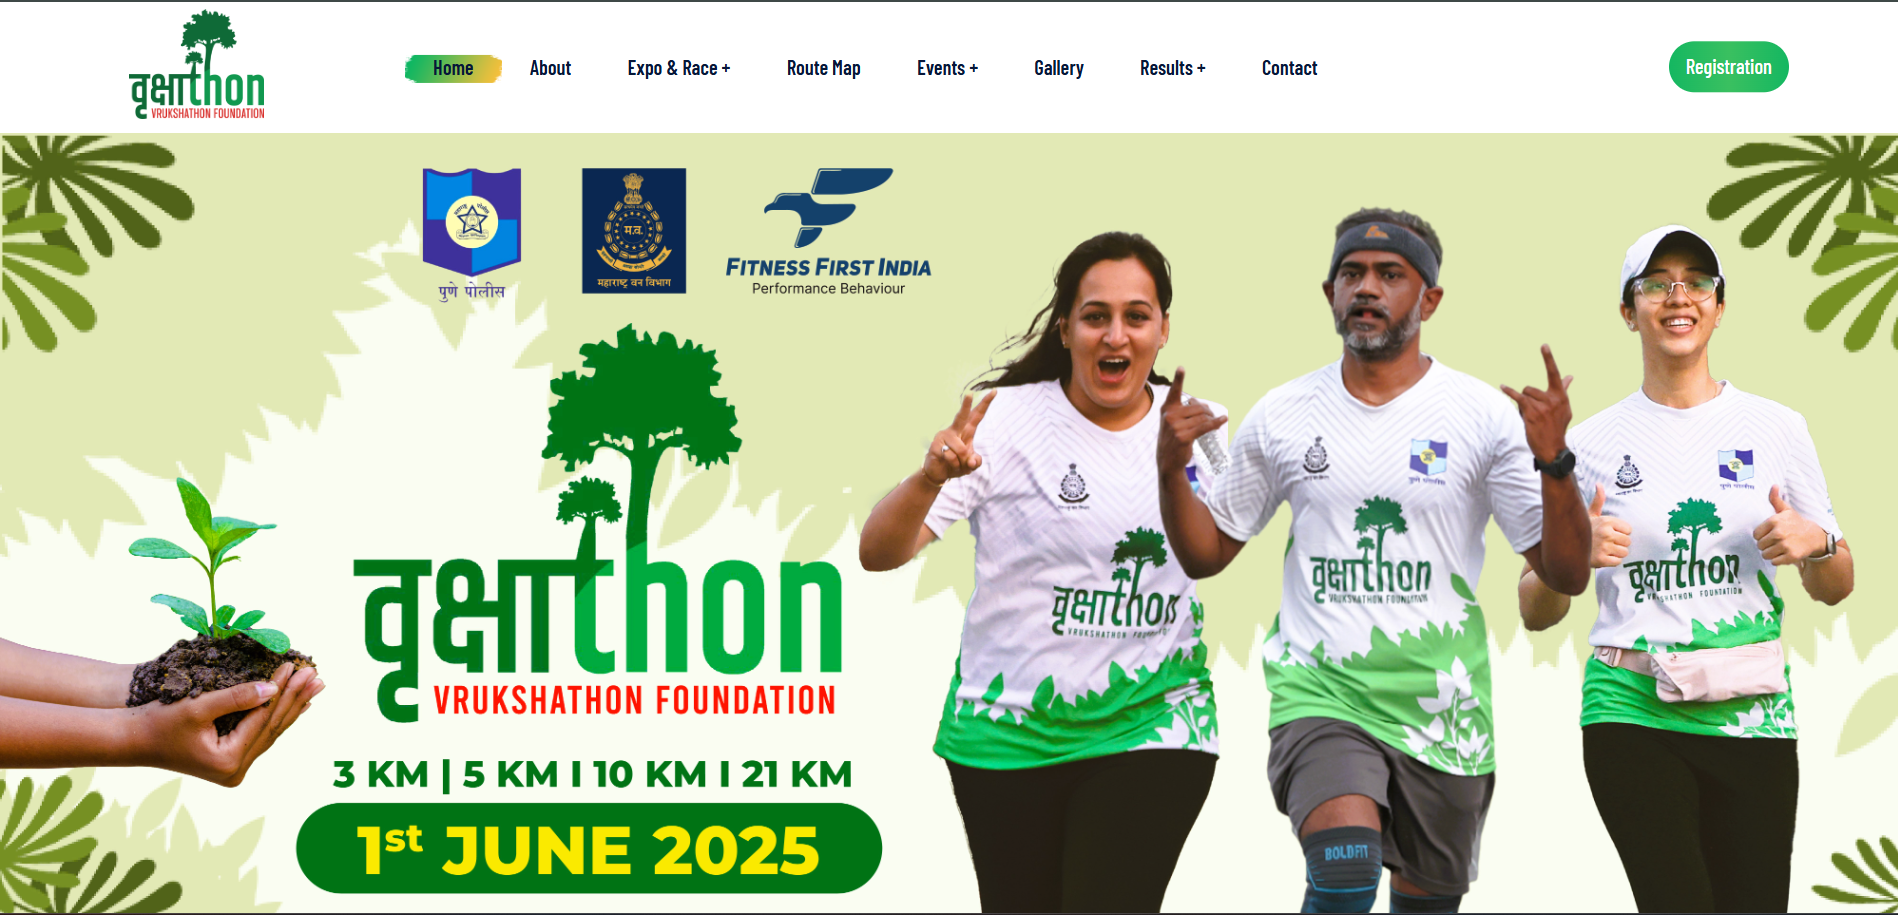 वृक्षाthon
VRUKSHATHON FOUNDATION
Home
About
Expo & Race +
Route Map
Events +
Gallery
Results +
Contact
Registration
पुणे पोलीस
म.व.
महाराष्ट्र वन विभाग
FITNESS FIRST INDIA
Performance Behaviour
वृक्षाthon
VRUKSHATHON FOUNDATION
3 KM | 5 KM I 10 KM I 21 KM
1st JUNE 2025
वृक्षाthon
VRUKSHATHON
वृक्षाthon
VRUKSHATHON FOUNDATION
वृक्षाthon
VRUKSHATHON FOUNDATION
BOLDFIT